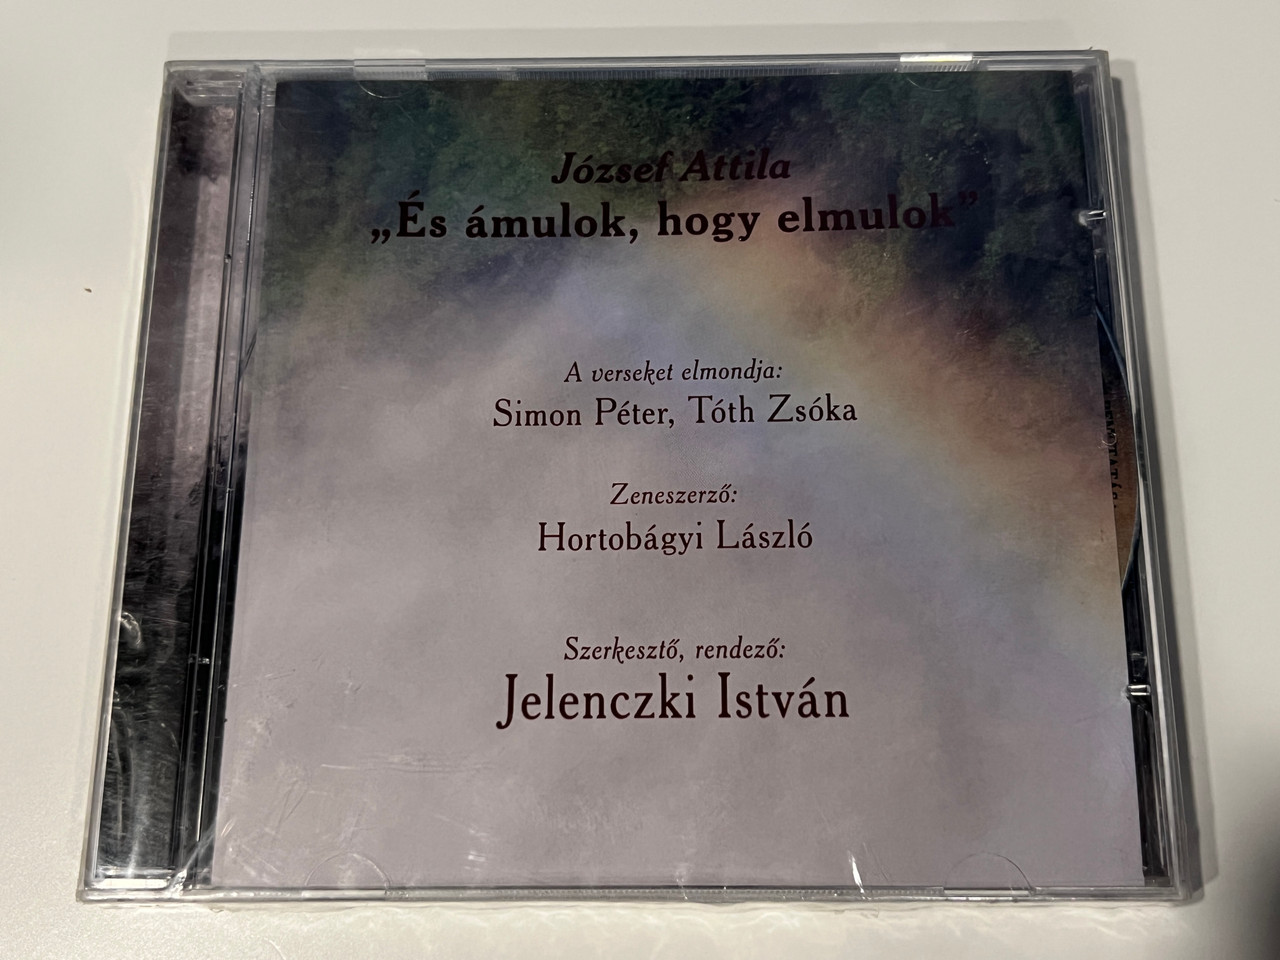 József Attila
„És ámulok, hogy elmulok”
A verseket elmondja:
Simon Péter, Tóth Zsóka
Zeneszerző:
Hortobágyi László
Szerkesztő, rendező:
Jelenczki István